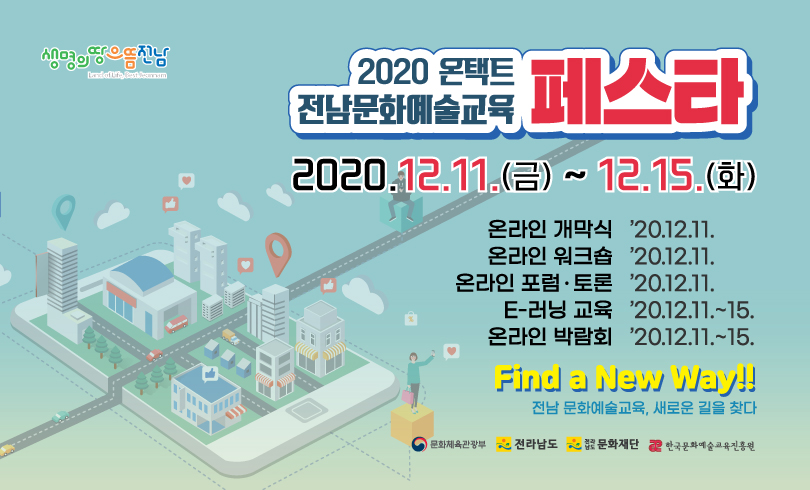 생명의땅으뜸전남
2020 온택트
전남문화예술교육 페스타
2020.12.11.(금) ~ 12.15.(화)
온라인 개막식 '20.12.11.
온라인 워크숍 '20.12.11.
온라인 포럼·토론 '20.12.11.
E-러닝 교육 '20.12.11.~15.
온라인 박람회 '20.12.11.~15.
Find a New Way!!
전남 문화예술교육, 새로운 길을 찾다
문화체육관광부 전라남도 전라남도 문화재단 한국문화예술교육진흥원